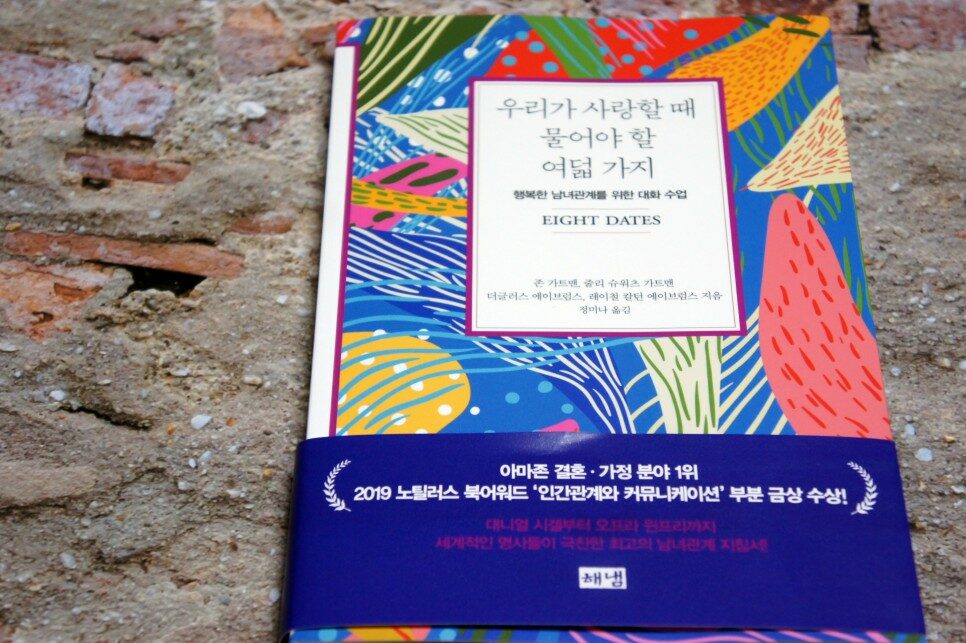 우리가 사랑할 때
물어야 할
여덟 가지
행복한 남녀관계를 위한 대화 수업
EIGHT DATES
존 가트맨, 줄리 슈워츠 가트맨
더글러스 에이브럼스, 레이철 칼턴 에이브럼스 지음
정미나 옮김
아마존 결혼 · 가정 분야 1위
2019 노틸러스 북어워드 ‘인간관계와 커뮤니케이션’ 부분 금상 수상!
대니얼 시겔부터 오프라 윈프리까지
세계적인 명사들이 극찬한 최고의 남녀관계 지침서!
해냄